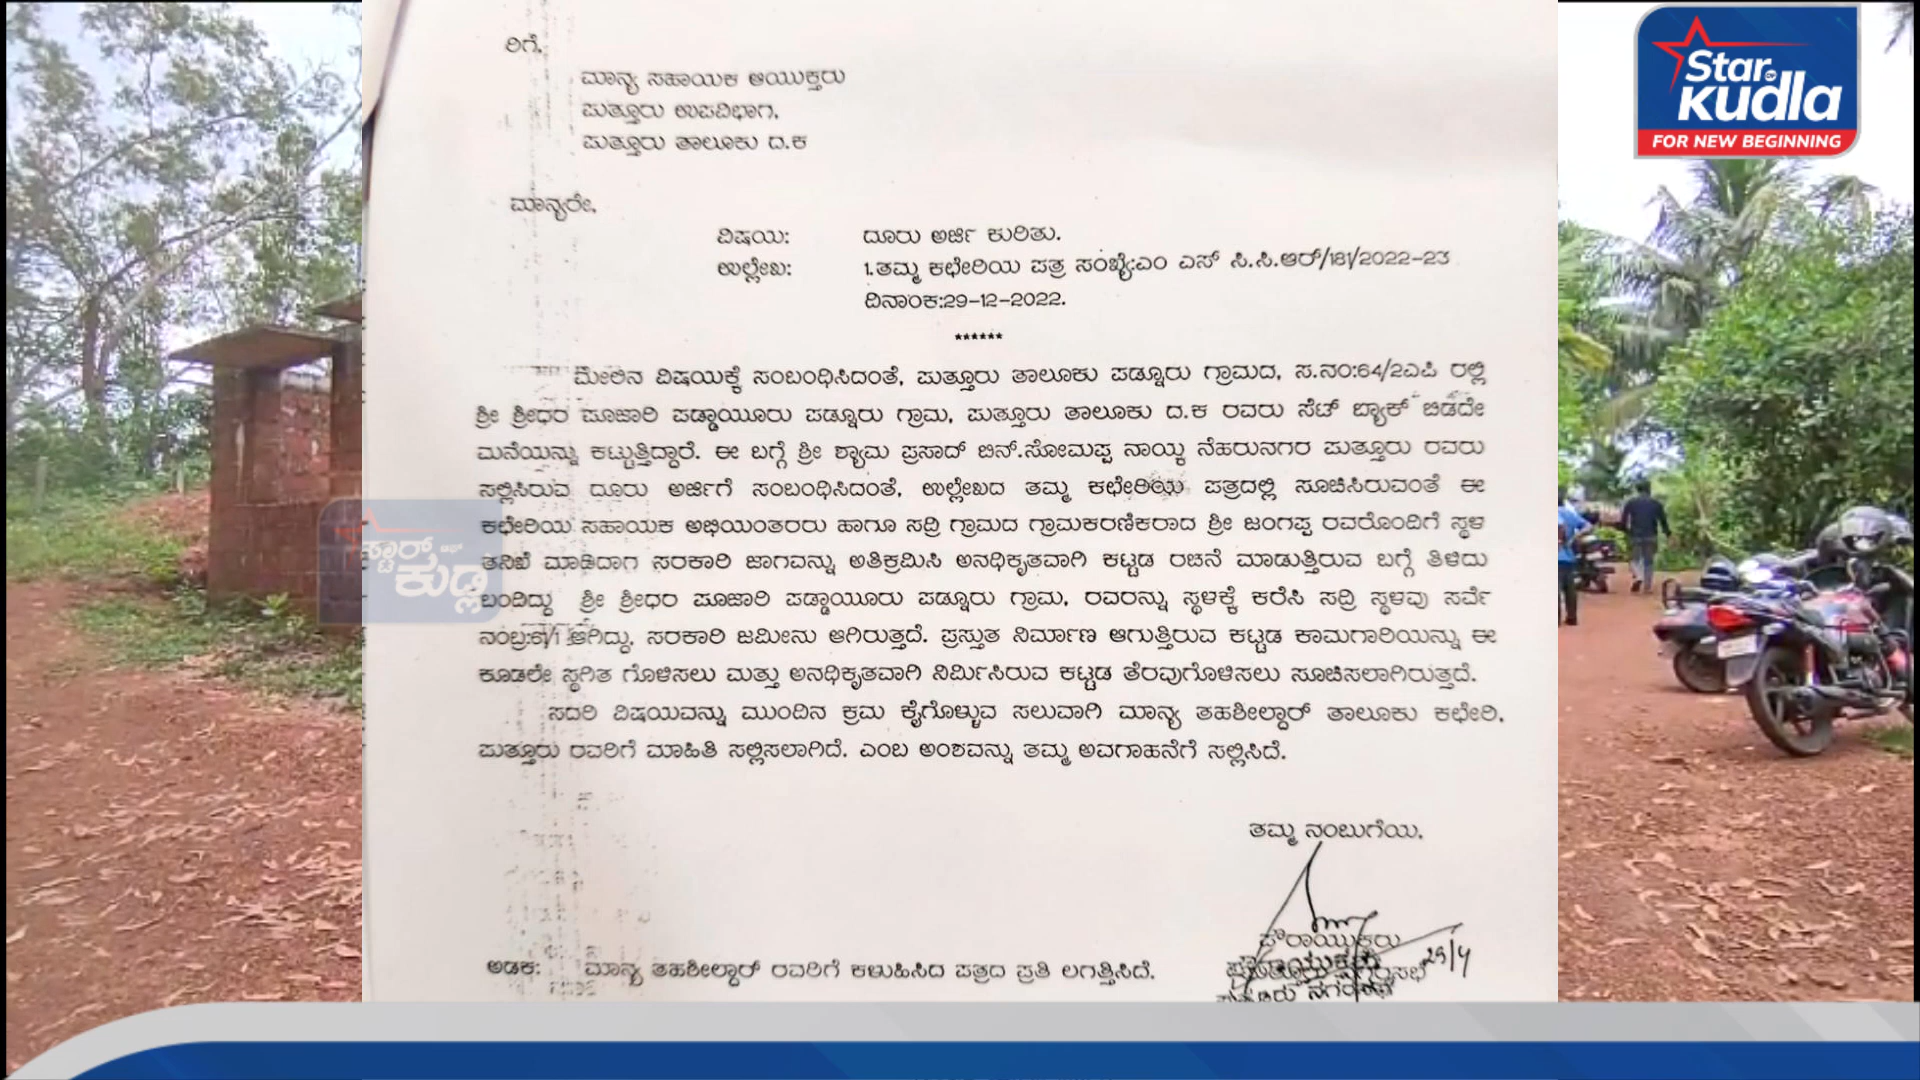 ರಿಗೆ,
ಮಾನ್ಯ ಸಹಾಯಕ ಆಯುಕ್ತರು
ಪುತ್ತೂರು ಉಪವಿಭಾಗ,
ಪುತ್ತೂರು ತಾಲೂಕು ದ.ಕ
ಮಾನ್ಯರೇ,
ವಿಷಯ: ದೂರು ಅರ್ಜಿ ಕುರಿತು.
ಉಲ್ಲೇಖ: 1.ತಮ್ಮ ಕಛೇರಿಯ ಪತ್ರ ಸಂಖ್ಯೆ:ಎಂ ಎಸ್ ಸಿ.ಸಿ.ಆರ್/181/2022-23
ದಿನಾಂಕ:29-12-2022.
******
ಮೇಲಿನ ವಿಷಯಕ್ಕೆ ಸಂಬಂಧಿಸಿದಂತೆ, ಪುತ್ತೂರು ತಾಲೂಕು ಪಡ್ನೂರು ಗ್ರಾಮದ, ಸ.ನಂ:64/2ಎಪಿ ರಲ್ಲಿ
ಶ್ರೀ ಶ್ರೀಧರ ಪೂಜಾರಿ ಪಡ್ಡಾಯೂರು ಪಡ್ನೂರು ಗ್ರಾಮ, ಪುತ್ತೂರು ತಾಲೂಕು ದ.ಕ ರವರು ಸೆಟ್ ಬ್ಯಾಕ್ ಬಿಡದೇ
ಮನೆಯನ್ನು ಕಟ್ಟುತ್ತಿದ್ದಾರೆ. ಈ ಬಗ್ಗೆ ಶ್ರೀ ಶ್ಯಾಮ ಪ್ರಸಾದ್ ಬಿನ್.ಸೋಮಪ್ಪ ನಾಯ್ಕ ನೆಹರುನಗರ ಪುತ್ತೂರು ರವರು
ಸಲ್ಲಿಸಿರುವ ದೂರು ಅರ್ಜಿಗೆ ಸಂಬಂಧಿಸಿದಂತೆ, ಉಲ್ಲೇಖದ ತಮ್ಮ ಕಛೇರಿಯ ಪತ್ರದಲ್ಲಿ ಸೂಚಿಸಿರುವಂತೆ ಈ
ಕಛೇರಿಯ ಸಹಾಯಕ ಅಭಿಯಂತರರು ಹಾಗೂ ಸದ್ರಿ ಗ್ರಾಮದ ಗ್ರಾಮಕರಣಿಕರಾದ ಶ್ರೀ ಜಂಗಪ್ಪ ರವರೊಂದಿಗೆ ಸ್ಥಳ
ತನಿಖೆ ಮಾಡಿದಾಗ ಸರಕಾರಿ ಜಾಗವನ್ನು ಅತಿಕ್ರಮಿಸಿ ಅನಧಿಕೃತವಾಗಿ ಕಟ್ಟಡ ರಚನೆ ಮಾಡುತ್ತಿರುವ ಬಗ್ಗೆ ತಿಳಿದು
ಬಂದಿದ್ದು ಶ್ರೀ ಶ್ರೀಧರ ಪೂಜಾರಿ ಪಡ್ಡಾಯೂರು ಪಡ್ನೂರು ಗ್ರಾಮ, ರವರನ್ನು ಸ್ಥಳಕ್ಕೆ ಕರೆಸಿ ಸದ್ರಿ ಸ್ಥಳವು ಸರ್ವೆ
ಆಗಿದ್ದು, ಸರಕಾರಿ ಜಮೀನು ಆಗಿರುತ್ತದೆ. ಪ್ರಸ್ತುತ ನಿರ್ಮಾಣ ಆಗುತ್ತಿರುವ ಕಟ್ಟಡ ಕಾಮಗಾರಿಯನ್ನು ಈ
ಕೂಡಲೇ ಸ್ಥಗಿತ ಗೊಳಿಸಲು ಮತ್ತು ಅನಧಿಕೃತವಾಗಿ ನಿರ್ಮಿಸಿರುವ ಕಟ್ಟಡ ತೆರವುಗೊಳಿಸಲು ಸೂಚಿಸಲಾಗಿರುತ್ತದೆ.
ಸದರಿ ವಿಷಯವನ್ನು ಮುಂದಿನ ಕ್ರಮ ಕೈಗೊಳ್ಳುವ ಸಲುವಾಗಿ ಮಾನ್ಯ ತಹಶೀಲ್ದಾರ್ ತಾಲೂಕು ಕಛೇರಿ,
ಪುತ್ತೂರು ರವರಿಗೆ ಮಾಹಿತಿ ಸಲ್ಲಿಸಲಾಗಿದೆ. ಎಂಬ ಅಂಶವನ್ನು ತಮ್ಮ ಅವಗಾಹನೆಗೆ ಸಲ್ಲಿಸಿದೆ.
ತಮ್ಮ ನಂಬುಗೆಯ,
ಪೌರಾಯುಕ್ತರು
ಪುತ್ತೂರು ನಗರಸಭೆ
ಅಡಕ: ಮಾನ್ಯ ತಹಶೀಲ್ದಾರ್ ರವರಿಗೆ ಕಳುಹಿಸಿದ ಪತ್ರದ ಪ್ರತಿ ಲಗತ್ತಿಸಿದೆ.
ಸ್ಟಾರ್ ಆಫ್
ಕುಡ್ಲ
Star OF
kudla
FOR NEW BEGINNING